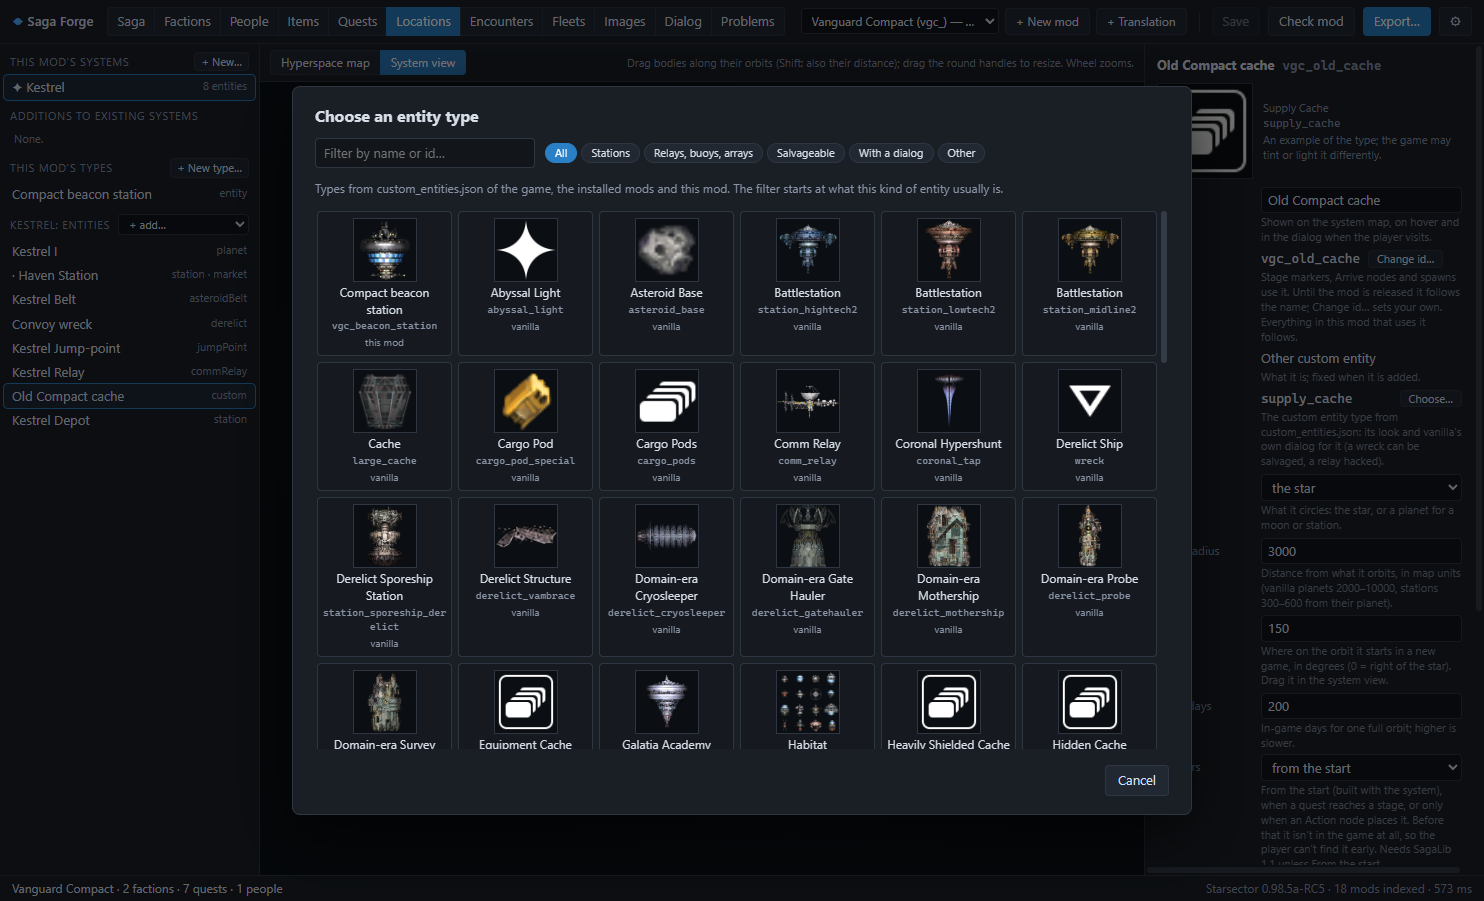 Saga Forge
Saga
Factions
People
Items
Quests
Locations
Encounters
Fleets
Images
Dialog
Problems
Vanguard Compact (vgc_) — ...
+ New mod
+ Translation
Save
Check mod
Export...
THIS MOD'S SYSTEMS
+ New...
Kestrel
8 entities
ADDITIONS TO EXISTING SYSTEMS
None.
THIS MOD'S TYPES
+ New type...
Compact beacon station
entity
KESTREL: ENTITIES
+ add...
Kestrel I
planet
· Haven Station
station · market
Kestrel Belt
asteroidBelt
Convoy wreck
derelict
Kestrel Jump-point
jumpPoint
Kestrel Relay
commRelay
Old Compact cache
custom
Kestrel Depot
station
Hyperspace map
System view
Drag bodies along their orbits (Shift: also their distance); drag the round handles to resize. Wheel zooms.
Choose an entity type
Filter by name or id...
All
Stations
Relays, buoys, arrays
Salvageable
With a dialog
Other
Types from custom_entities.json of the game, the installed mods and this mod. The filter starts at what this kind of entity usually is.
Compact beacon
station
vgc_beacon_station
this mod
Abyssal Light
abyssal_light
vanilla
Asteroid Base
asteroid_base
vanilla
Battlestation
station_hightech2
vanilla
Battlestation
station_lowtech2
vanilla
Battlestation
station_midline2
vanilla
Cache
large_cache
vanilla
Cargo Pod
cargo_pod_special
vanilla
Cargo Pods
cargo_pods
vanilla
Comm Relay
comm_relay
vanilla
Coronal Hypershunt
coronal_tap
vanilla
Derelict Ship
wreck
vanilla
Derelict Sporeship
Station
station_sporeship_der
elict
vanilla
Derelict Structure
derelict_vambrace
vanilla
Domain-era
Cryosleeper
derelict_cryosleeper
vanilla
Domain-era Gate
Hauler
derelict_gatehauler
vanilla
Domain-era
Mothership
derelict_mothership
vanilla
Domain-era Probe
derelict_probe
vanilla
Domain-era Survey
Equipment Cache
Galatia Academy
Habitat
Heavily Shielded Cache
Hidden Cache
Cancel
Old Compact cache vgc_old_cache
Supply Cache
supply_cache
An example of the type; the game may
tint or light it differently.
Old Compact cache
Shown on the system map, on hover and
in the dialog when the player visits.
vgc_old_cache
Change id...
Stage markers, Arrive nodes and spawns
use it. Until the mod is released it follows
the name; Change id... sets your own.
Everything in this mod that uses it
follows.
Other custom entity
What it is; fixed when it is added.
supply_cache
Choose...
The custom entity type from
custom_entities.json: its look and vanilla's
own dialog for it (a wreck can be
salvaged, a relay hacked).
the star
What it circles: the star, or a planet for a
moon or station.
adius
3000
Distance from what it orbits, in map units
(vanilla planets 2000–10000, stations
300–600 from their planet).
150
Where on the orbit it starts in a new
game, in degrees (0 = right of the star).
Drag it in the system view.
days
200
In-game days for one full orbit; higher is
slower.
rs
from the start
From the start (built with the system),
when a quest reaches a stage, or only
when an Action node places it. Before
that it isn't in the game at all, so the
player can't find it early. Needs SagaLib
1.1 unless From the start.
Vanguard Compact · 2 factions · 7 quests · 1 people
Starsector 0.98.5a-RC5 · 18 mods indexed · 573 ms